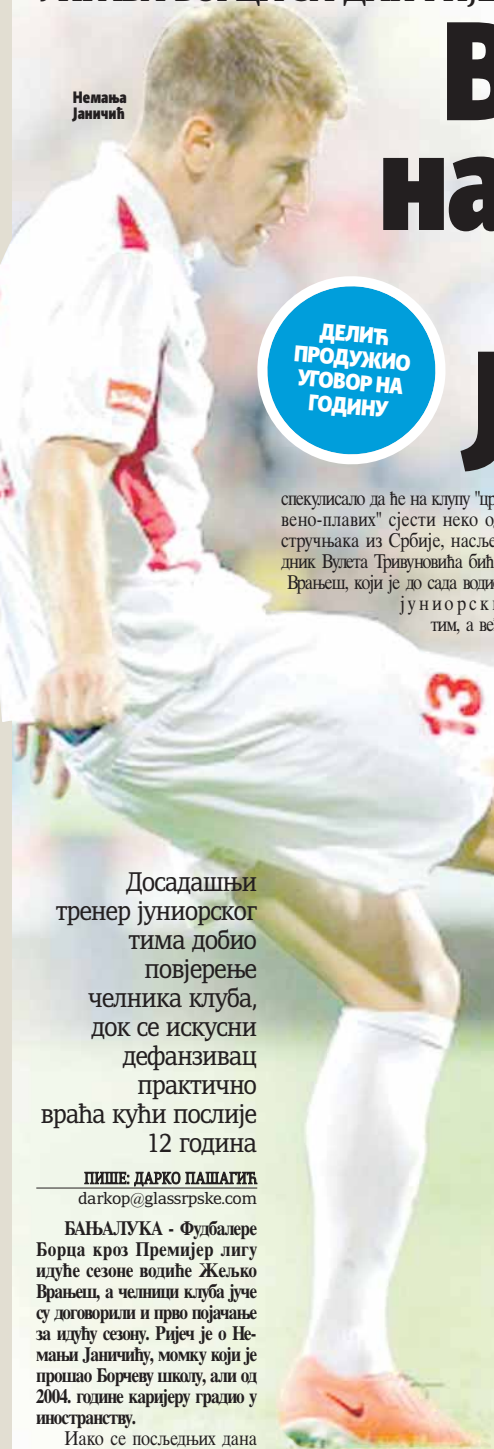 Немања
Јаничић
В
на
Ј
ДЕЛИЋ
ПРОДУЖИО
УГОВОР НА
ГОДИНУ
13
Досадашњи
тренер јуниорског
тима добио
повјерење
челника клуба,
док се искусни
дефанзивац
практично
враћа кући послије
12 година
ПИШЕ: ДАРКО ПАШАГИЋ
darkop@glassrpske.com
БАЊАЛУКА - Фудбалере
Борца кроз Премијер лигу
идуће сезоне водиће Жељко
Врањеш, а челници клуба јуче
су договорили и прво појачање
за идућу сезону. Ријеч је о Не-
мањи Јаничићу, момку који је
прошао Борчеву школу, али од
2004. године каријеру градио у
иностранству.
Иако се посљедњих дана
спекулисало да ће на клупу "цр
вено-плавих" сјести неко од
стручњака из Србије, насље
дник Вулета Тривуновића бић
Врањеш, који је до сада води
јуниорск
тим, а ве